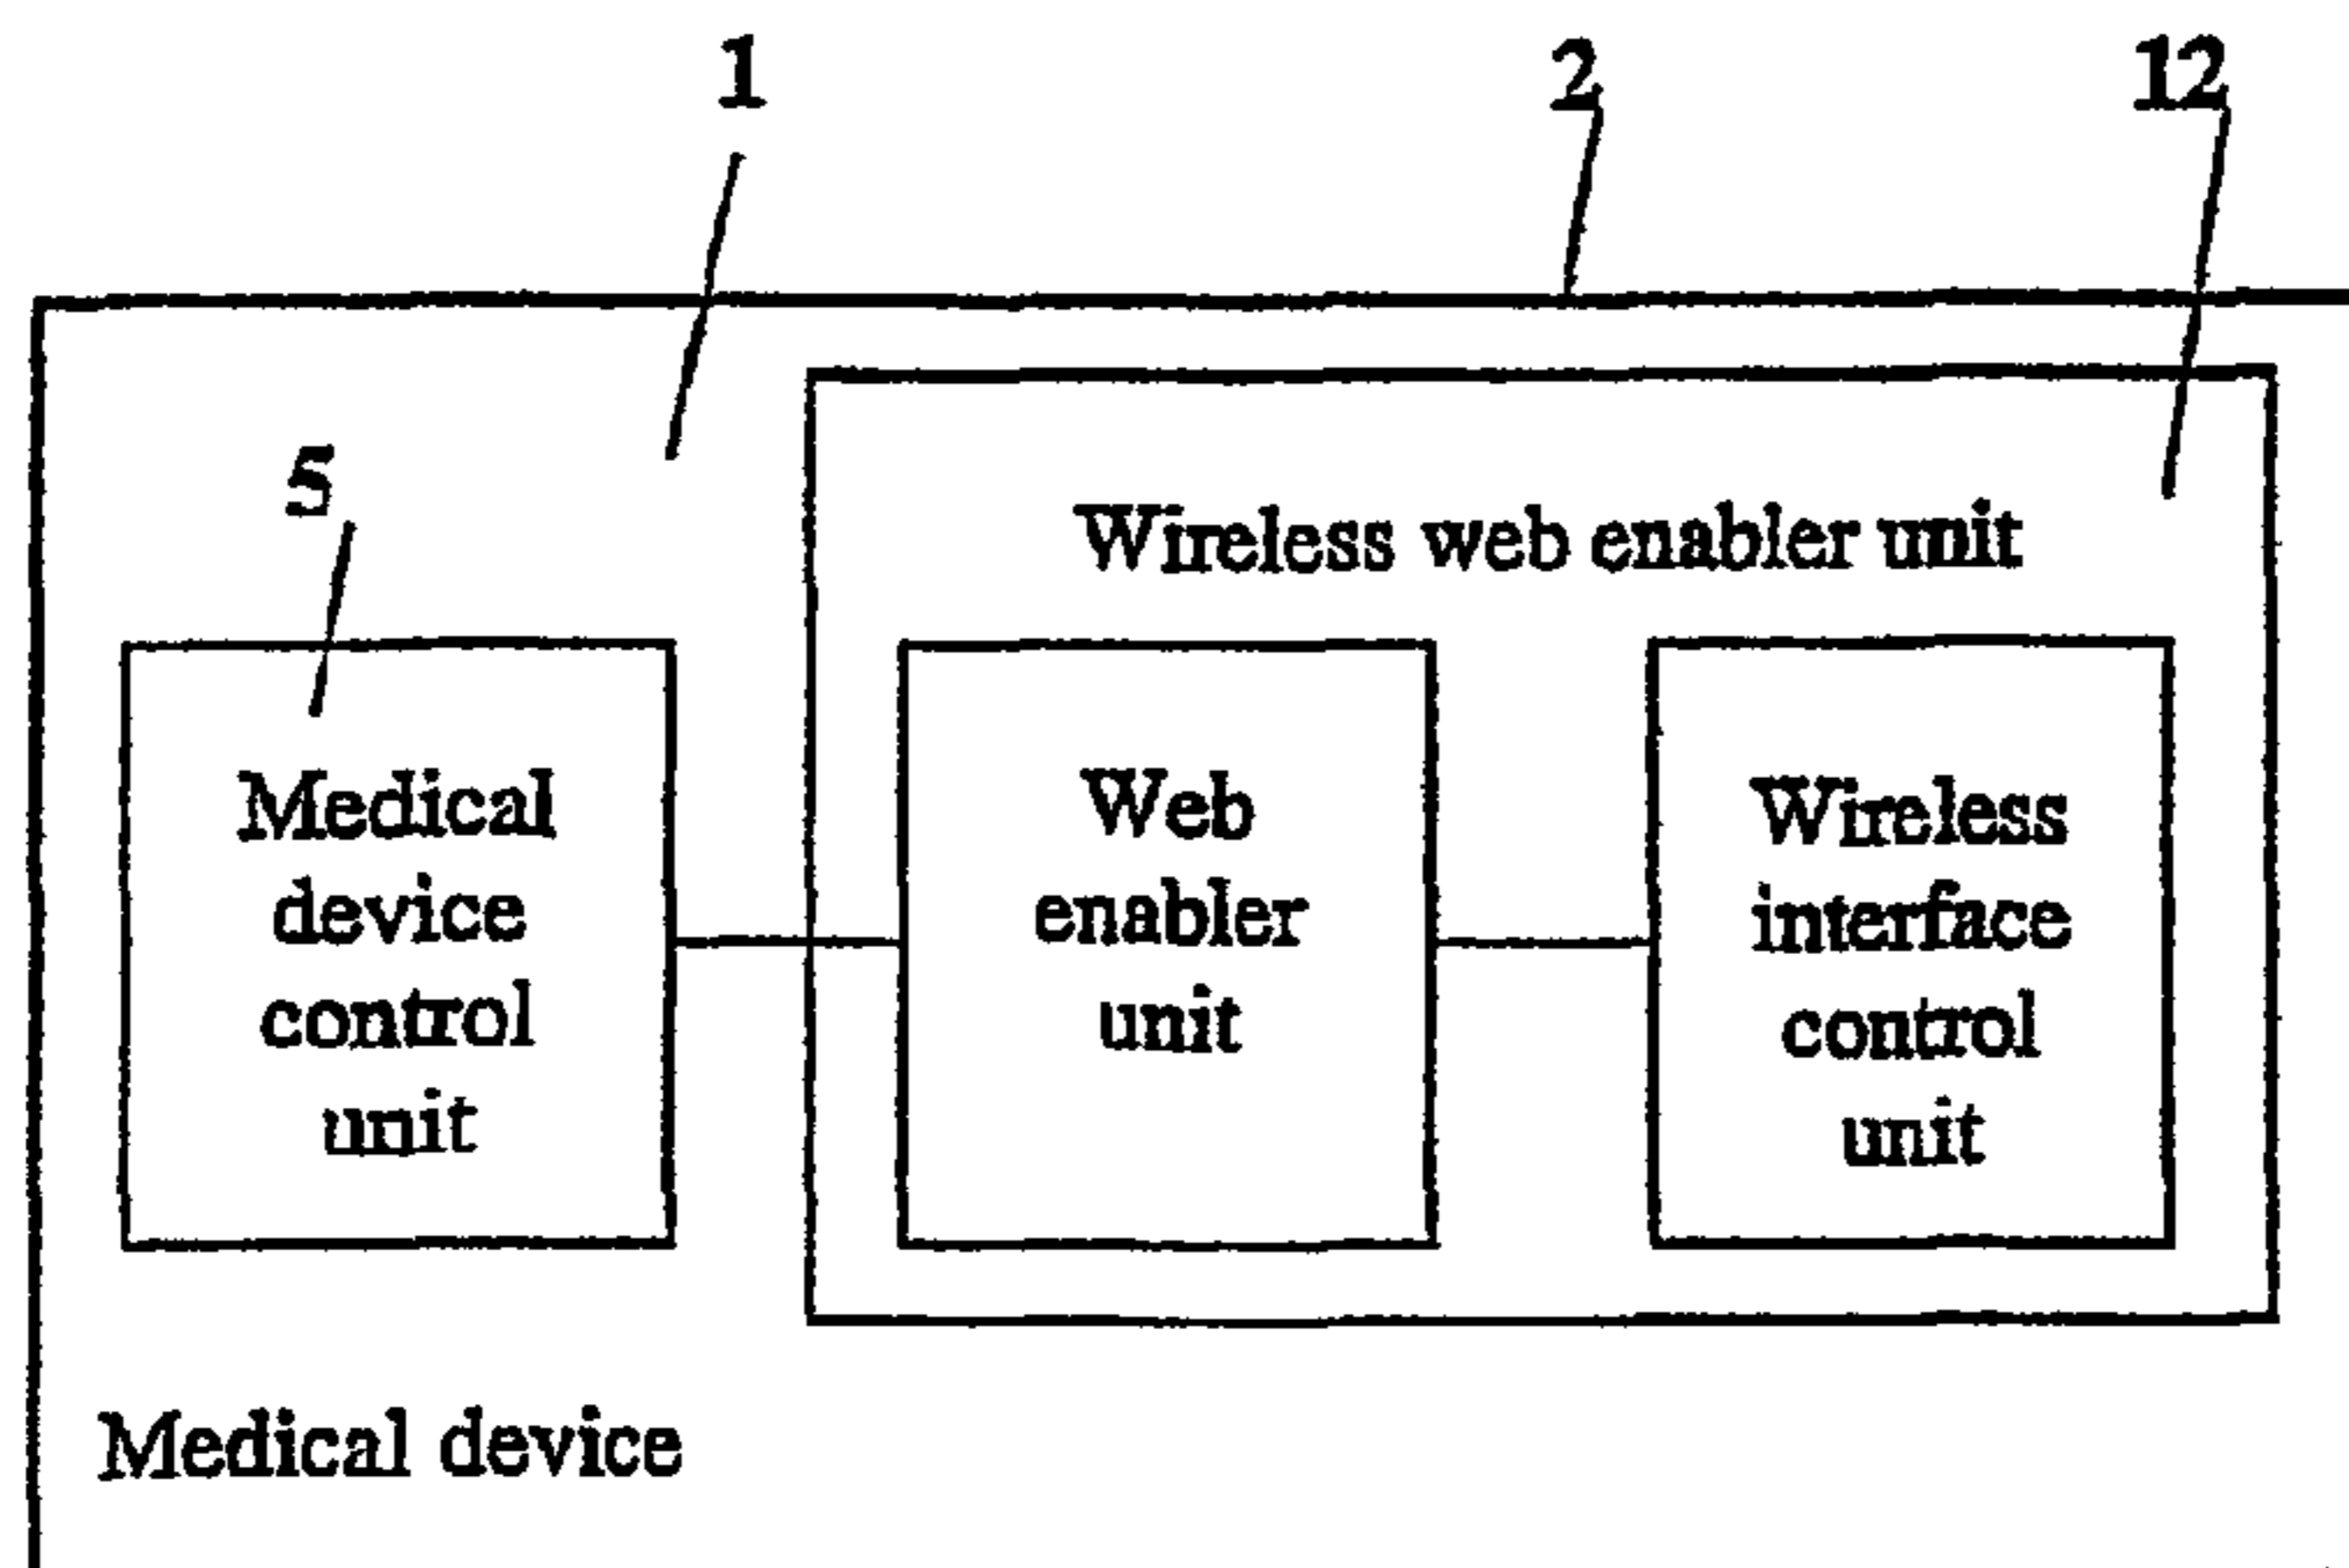 1
2
12
5
Wireless web enabler unit
Medical
device
control
unit
Web
enabler
unit
Wireless
interface
control
unit
Medical device